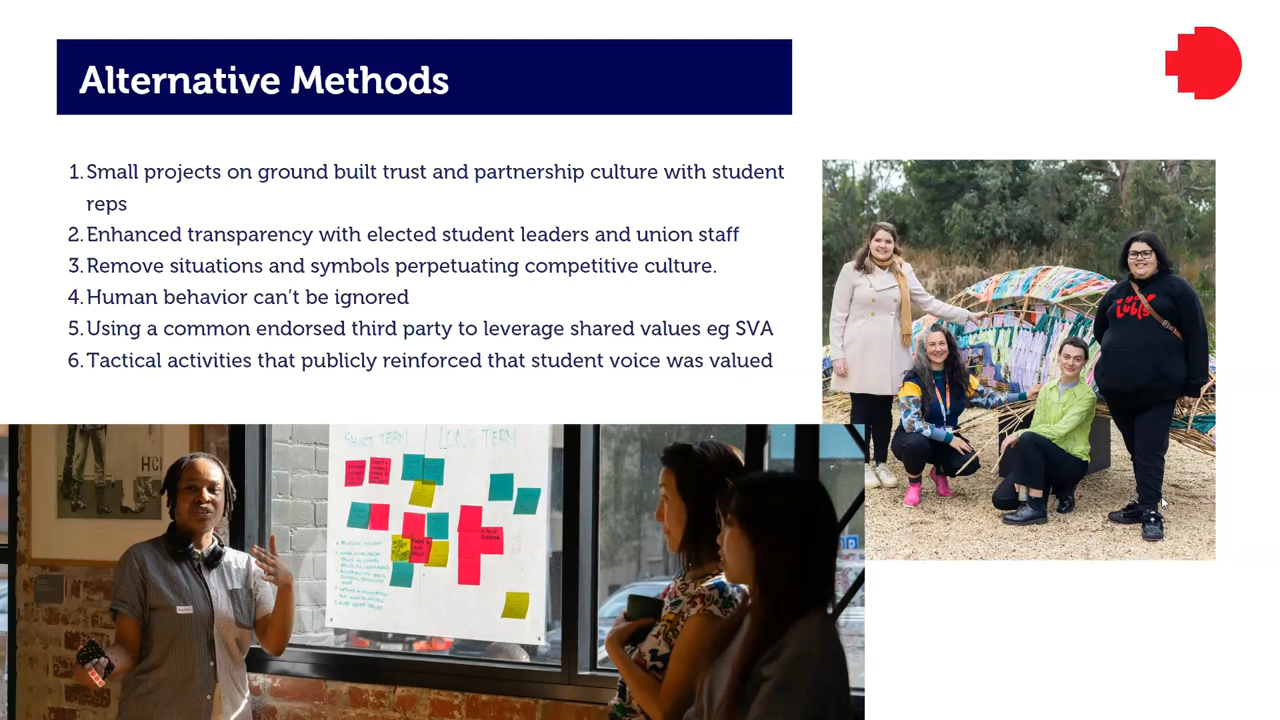 Alternative Methods
1. Small projects on ground built trust and partnership culture with student
reps
2. Enhanced transparency with elected student leaders and union staff
3. Remove situations and symbols perpetuating competitive culture.
4. Human behavior can't be ignored
5. Using a common endorsed third party to leverage shared values eg SVA
6. Tactical activities that publicly reinforced that student voice was valued
HCI
SHORT TERM LONG TERM